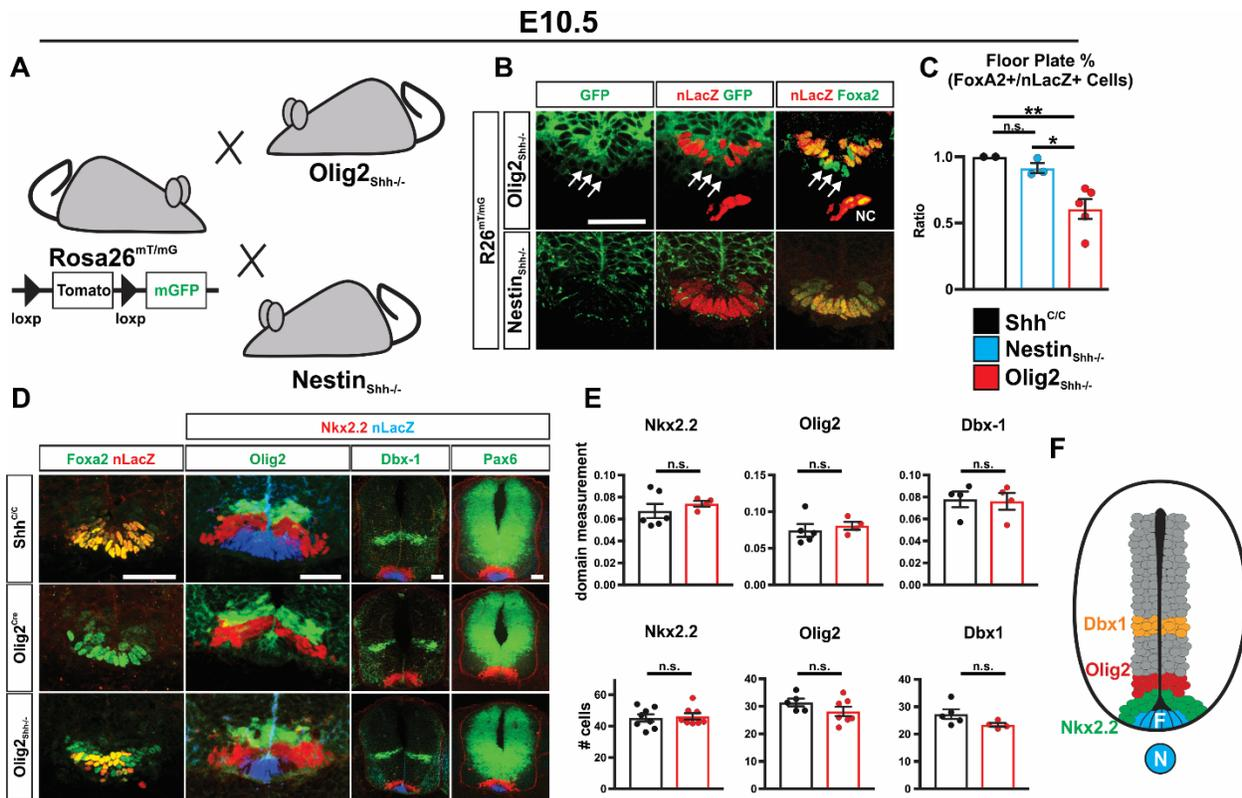 E10.5
A
Olig2Shh-/-
Rosa26mT/mG
Tomato
mGFP
loxp
loxp
NestinShh-/-
B
GFP
nLacZ GFP
nLacZ Foxa2
R26mT/mG
Olig2Shh-/-
NestinShh-/-
NC
C
Floor Plate %
(FoxA2+/nLacZ+ Cells)
**
n.s.
*
1.0
0.5
0
Ratio
ShhC/C
NestinShh-/-
Olig2Shh-/-
D
Nkx2.2 nLacZ
Foxa2 nLacZ
Olig2
Dbx-1
Pax6
ShhC/C
Olig2Cre
Olig2Shh-/-
E
Nkx2.2
Olig2
Dbx-1
n.s.
n.s.
n.s.
domain measurement
0.10
0.08
0.06
0.04
0.02
0.00
0.15
0.10
0.05
0.00
0.10
0.08
0.06
0.04
0.02
0.00
Nkx2.2
Olig2
Dbx1
n.s.
n.s.
n.s.
# cells
60
40
20
0
40
30
20
10
0
40
30
20
10
0
F
Dbx1
Olig2
Nkx2.2
F
N